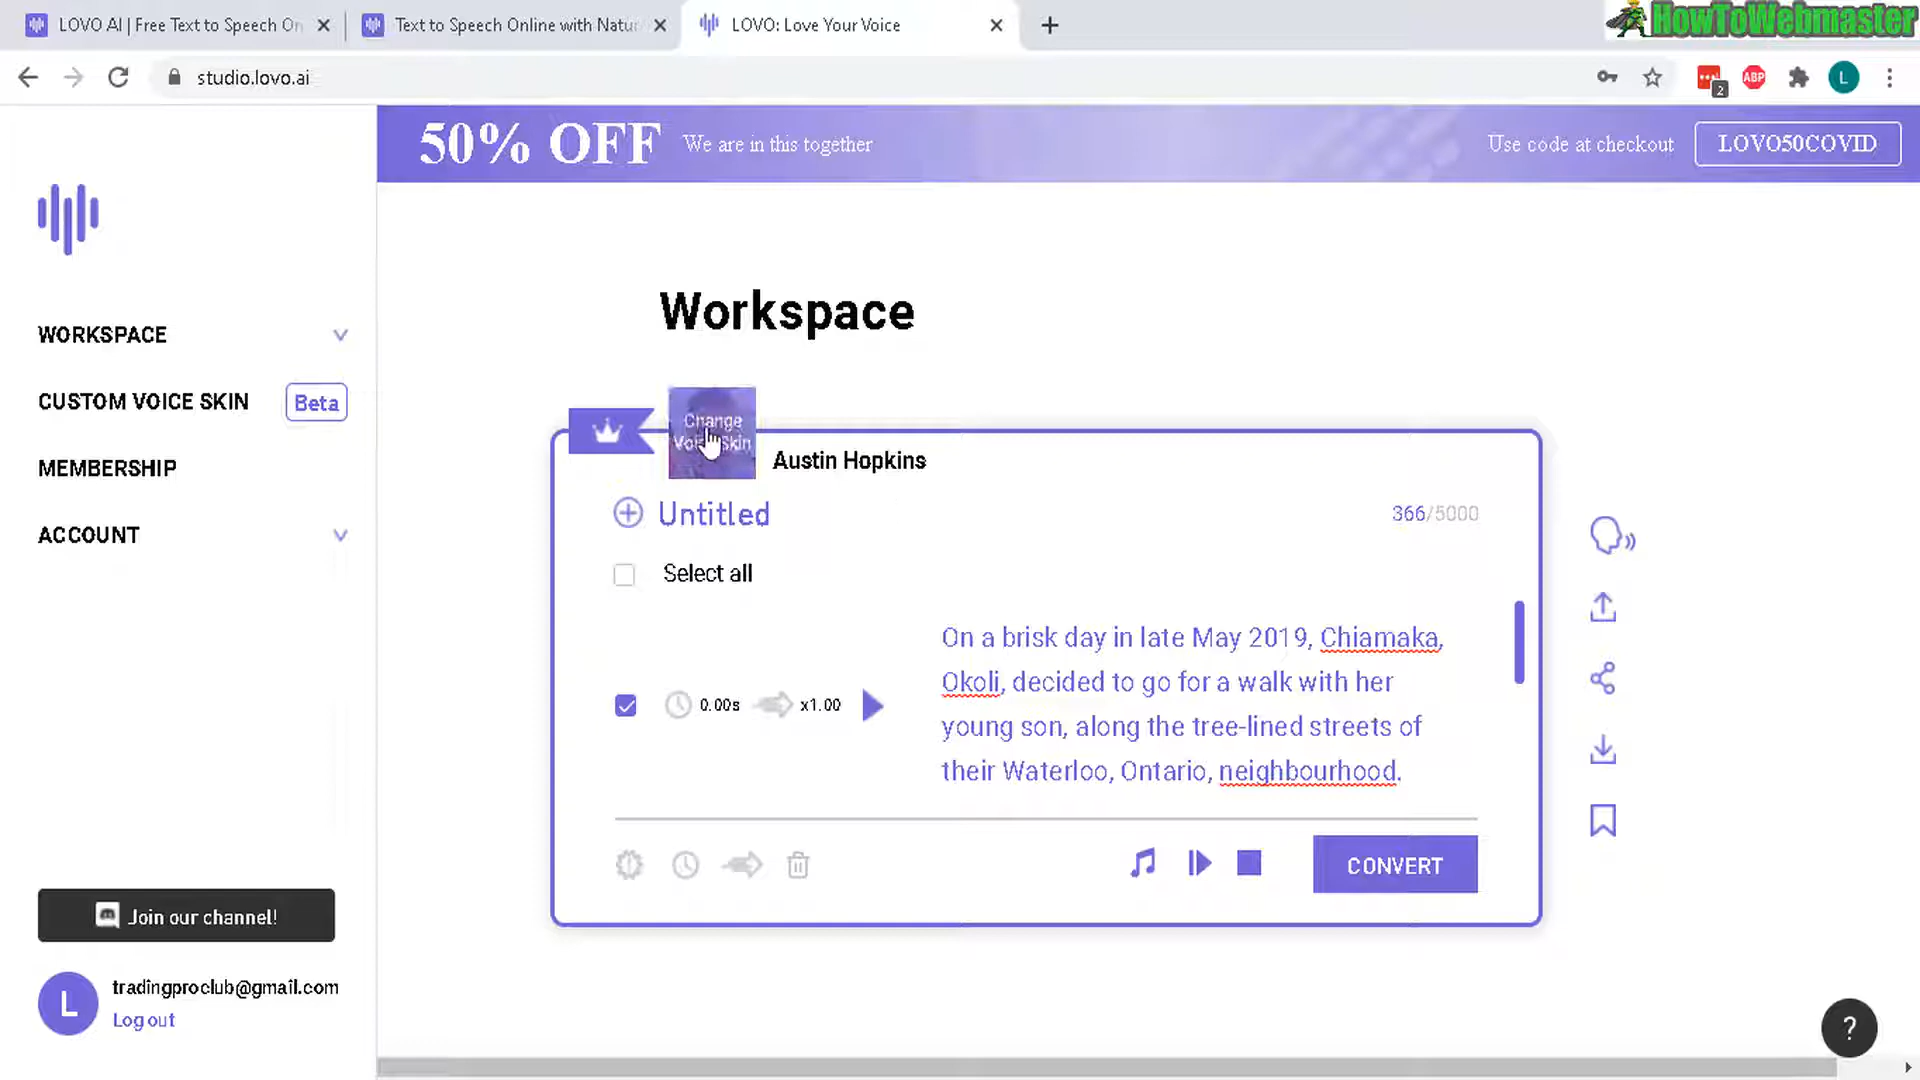 LOVO AI | Free Text to Speech On
Text to Speech Online with Natur
LOVO: Love Your Voice
HowToWebmaster
studio.lovo.ai
2
ABP
L
50% OFF
We are in this together
Use code at checkout
LOVO50COVID
WORKSPACE
CUSTOM VOICE SKIN
Beta
MEMBERSHIP
ACCOUNT
Workspace
Change
Voice Skin
Austin Hopkins
Untitled
366/5000
Select all
0.00s
x1.00
On a brisk day in late May 2019, Chiamaka,
Okoli, decided to go for a walk with her
young son, along the tree-lined streets of
their Waterloo, Ontario, neighbourhood.
CONVERT
Join our channel!
L
tradingproclub@gmail.com
Log out
?